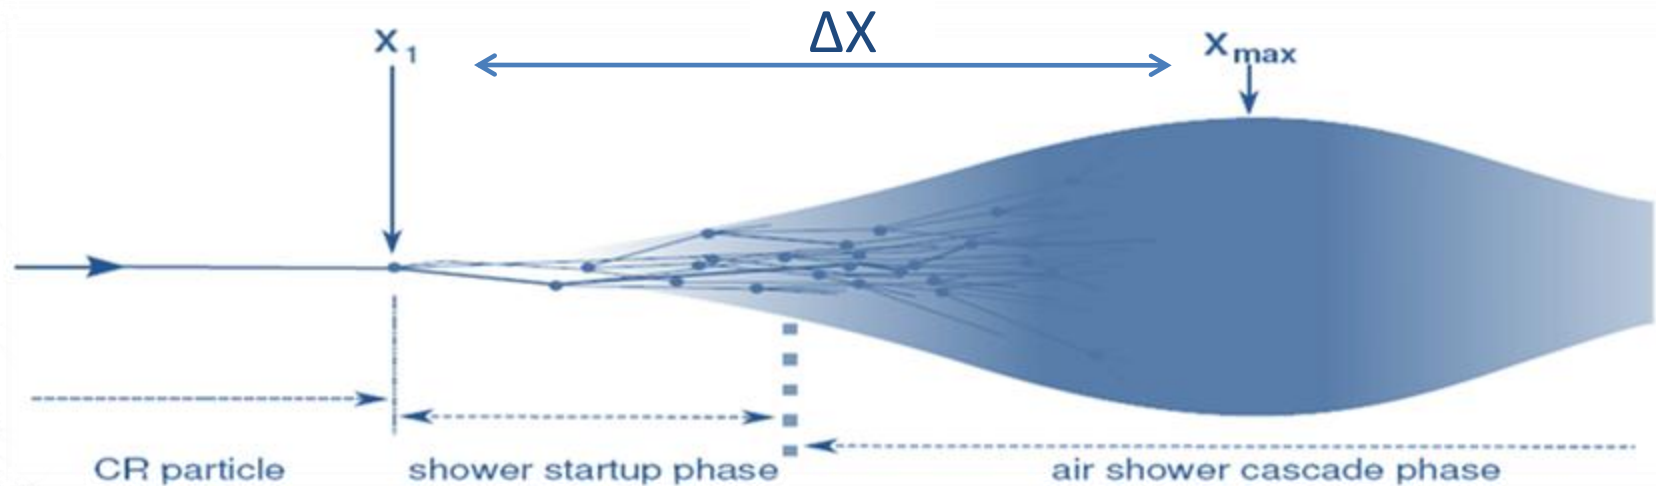 X1
ΔX
Xmax
CR particle
shower startup phase
air shower cascade phase